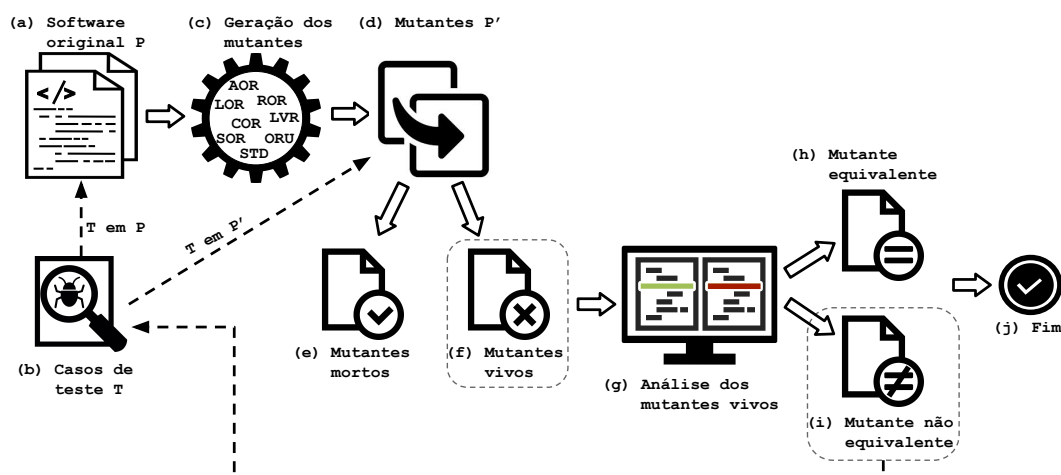 (a) Software
original P
(c) Geração dos
mutantes
(d) Mutantes P'
</>
AOR
LOR ROR
COR LVR
SOR ORU
STD
T em P
T em P'
(b) Casos de
teste T
(e) Mutantes
mortos
(f) Mutantes
vivos
(g) Análise dos
mutantes vivos
(h) Mutante
equivalente
(i) Mutante não
equivalente
(j) Fim